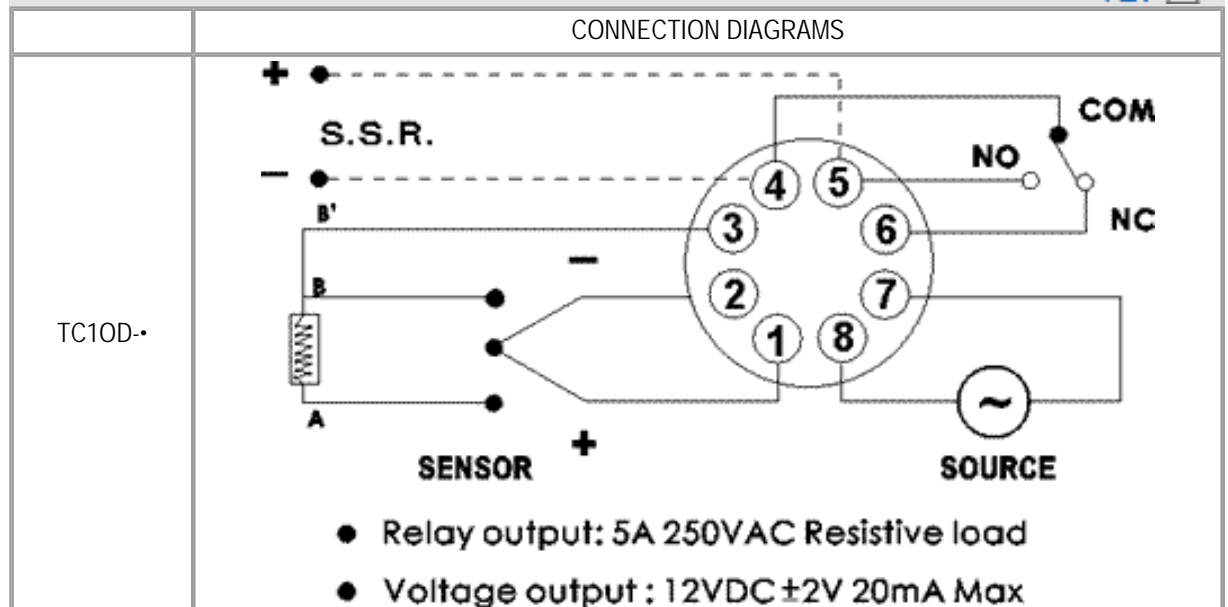 CONNECTION DIAGRAMS
TC1OD-•
+
S.S.R.
−
COM
NO
NC
4
5
3
6
2
7
1
8
B'
B
A
−
+
~
SENSOR
SOURCE
● Relay output: 5A 250VAC Resistive load
● Voltage output : 12VDC±2V 20mA Max